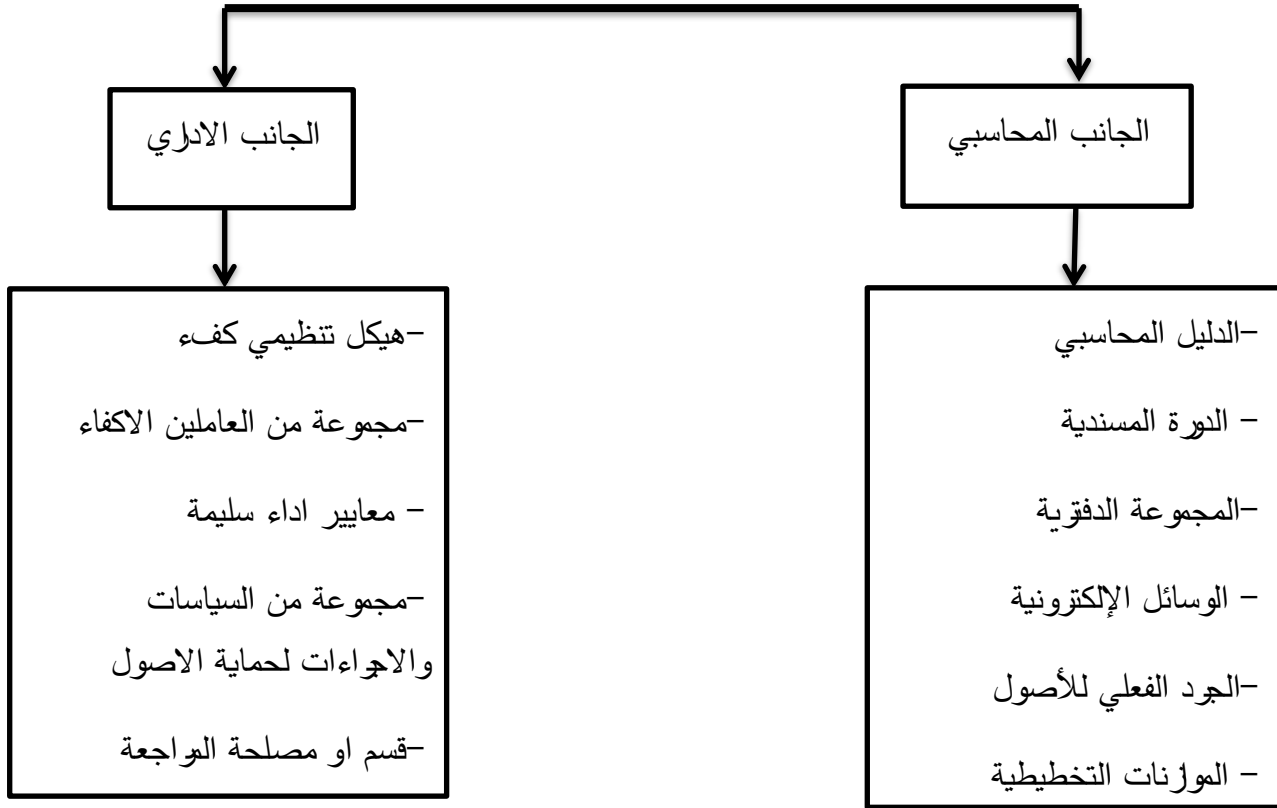 الجانب المحاسبي
الجانب الاداري
-الدليل المحاسبي
- الدورة المسندية
-المجموعة الدفترية
- الوسائل الإلكترونية
-الجرد الفعلي للأصول
- الموازنات التخطيطية
-هيكل تنظيمي كفء
-مجموعة من العاملين الاكفاء
- معايير اداء سليمة
-مجموعة من السياسات
والاجراءات لحماية الاصول
-قسم او مصلحة المراجعة